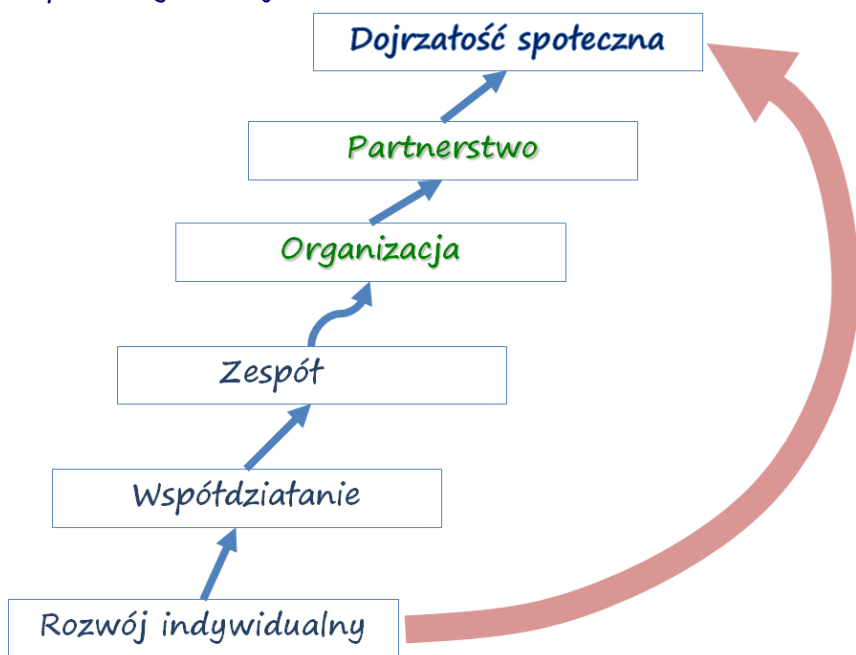 Dojrzałość społeczna
Partnerstwo
Organizacja
Zespół
Współdziałanie
Rozwój indywidualny